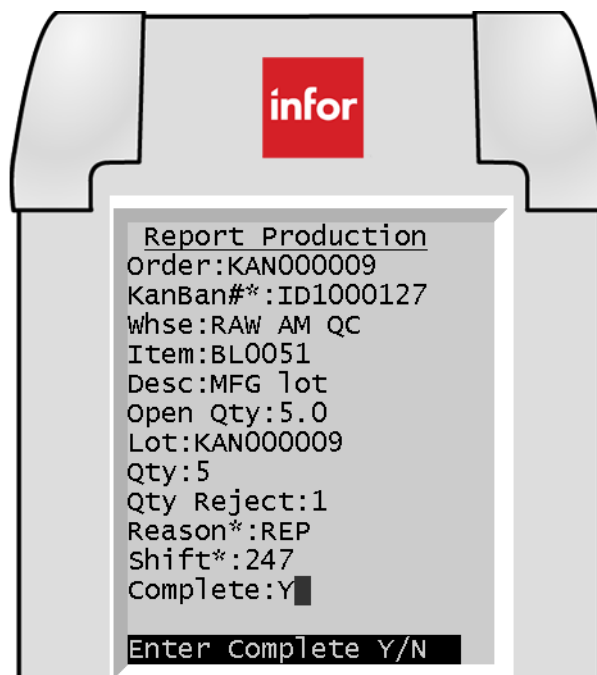 infor
Report Production
Order:KAN000009
KanBan#*:ID1000127
Whse:RAW AM QC
Item:BL0051
Desc:MFG lot
Open Qty:5.0
Lot:KAN000009
Qty:5
Qty Reject:1
Reason*:REP
Shift*:247
Complete:Y
Enter Complete Y/N